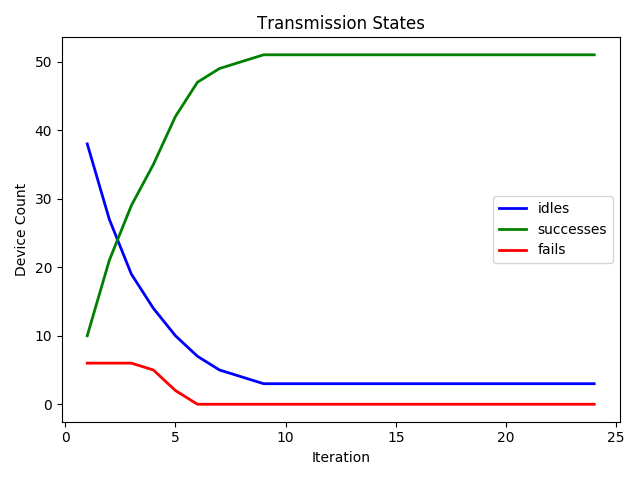 Transmission States
Device Count
50
40
30
20
10
0
idles
successes
fails
0 5 10 15 20 25
Iteration